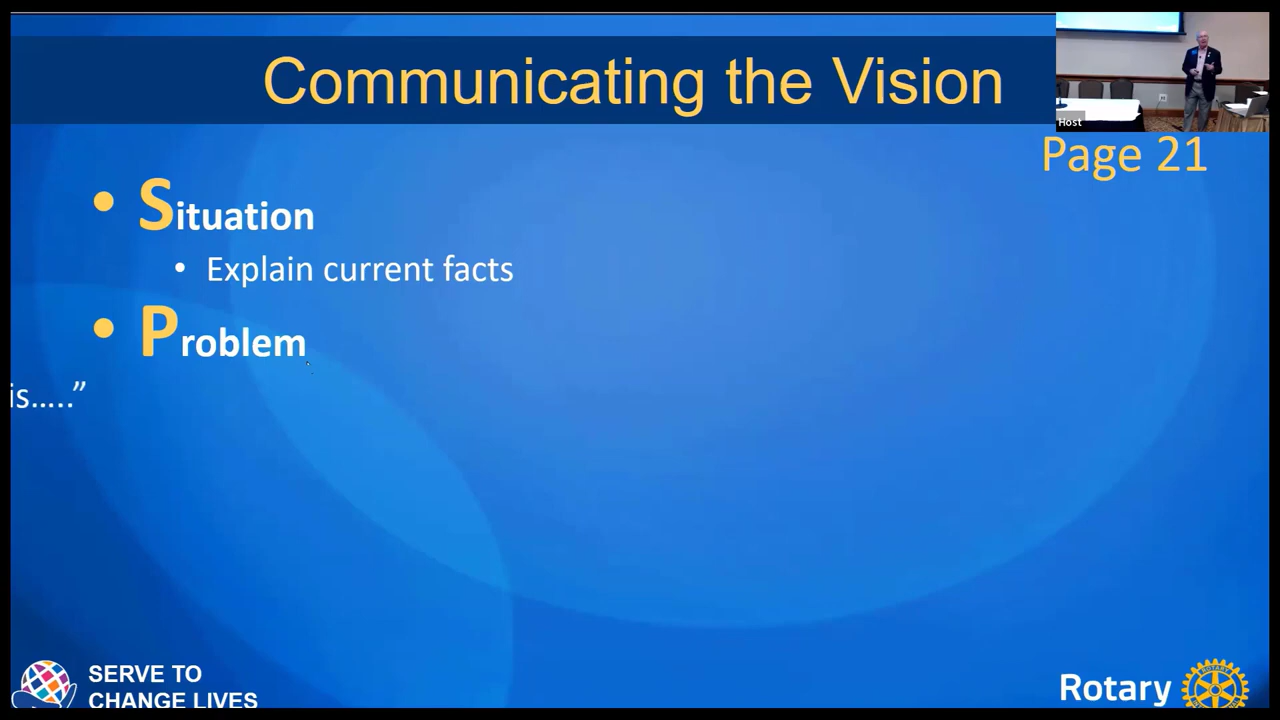 Communicating the Vision
Host
Page 21
• Situation
• Explain current facts
• Problem
is…..”
SERVE TO
CHANGE LIVES
Rotary